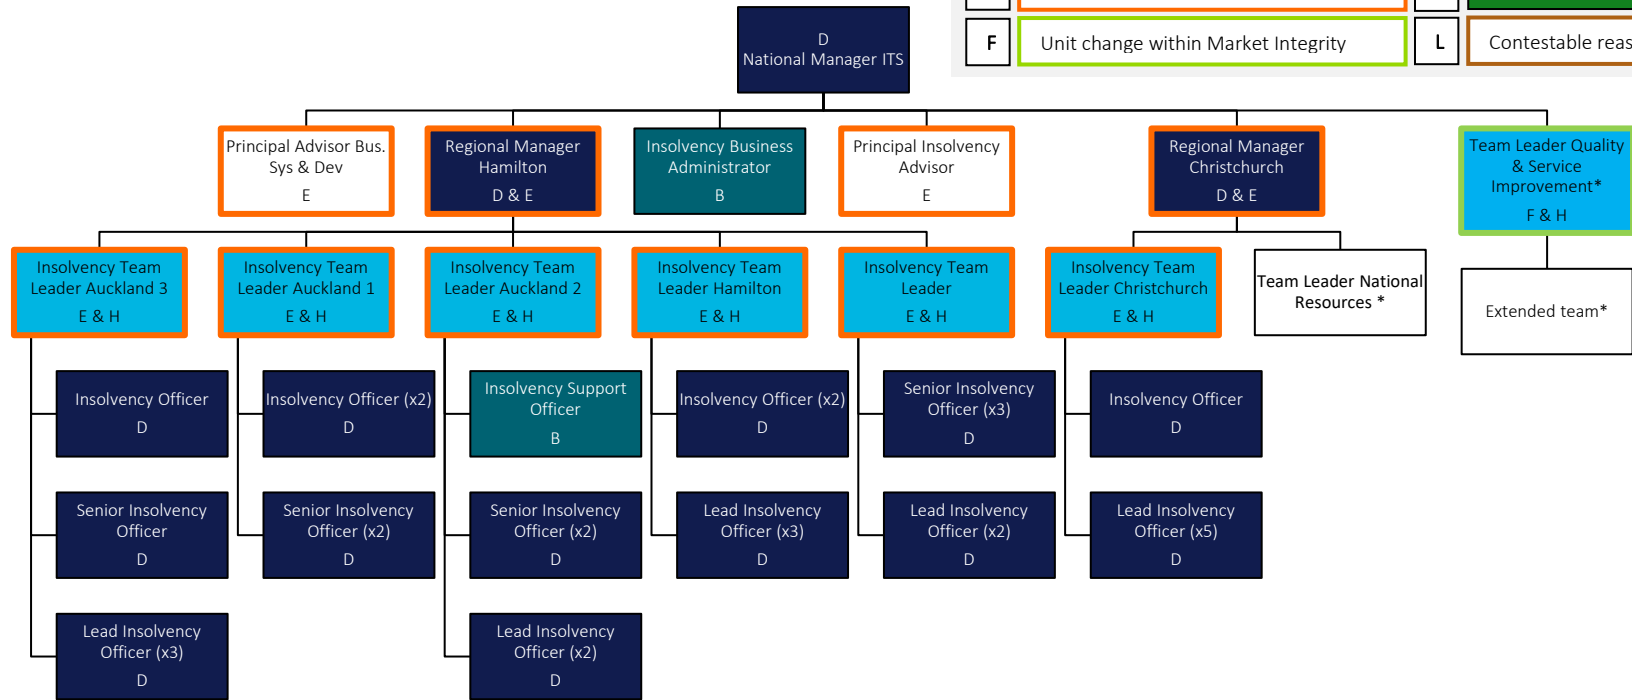 F
Unit change within Market Integrity
L
Contestable reas
D
National Manager ITS
Principal Advisor Bus.
Sys & Dev
E
Regional Manager
Hamilton
D & E
Insolvency Business
Administrator
B
Principal Insolvency
Advisor
E
Regional Manager
Christchurch
D & E
Team Leader Quality
& Service
Improvement*
F & H
Insolvency Team
Leader Auckland 3
E & H
Insolvency Team
Leader Auckland 1
E & H
Insolvency Team
Leader Auckland 2
E & H
Insolvency Team
Leader Hamilton
E & H
Insolvency Team
Leader
E & H
Insolvency Team
Leader Christchurch
E & H
Team Leader National
Resources *
Extended team*
Insolvency Officer
D
Insolvency Officer (x2)
D
Insolvency Support
Officer
B
Insolvency Officer (x2)
D
Senior Insolvency
Officer (x3)
D
Insolvency Officer
D
Senior Insolvency
Officer
D
Senior Insolvency
Officer (x2)
D
Senior Insolvency
Officer (x2)
D
Lead Insolvency
Officer (x3)
D
Lead Insolvency
Officer (x2)
D
Lead Insolvency
Officer (x5)
D
Lead Insolvency
Officer (x3)
D
Lead Insolvency
Officer (x2)
D